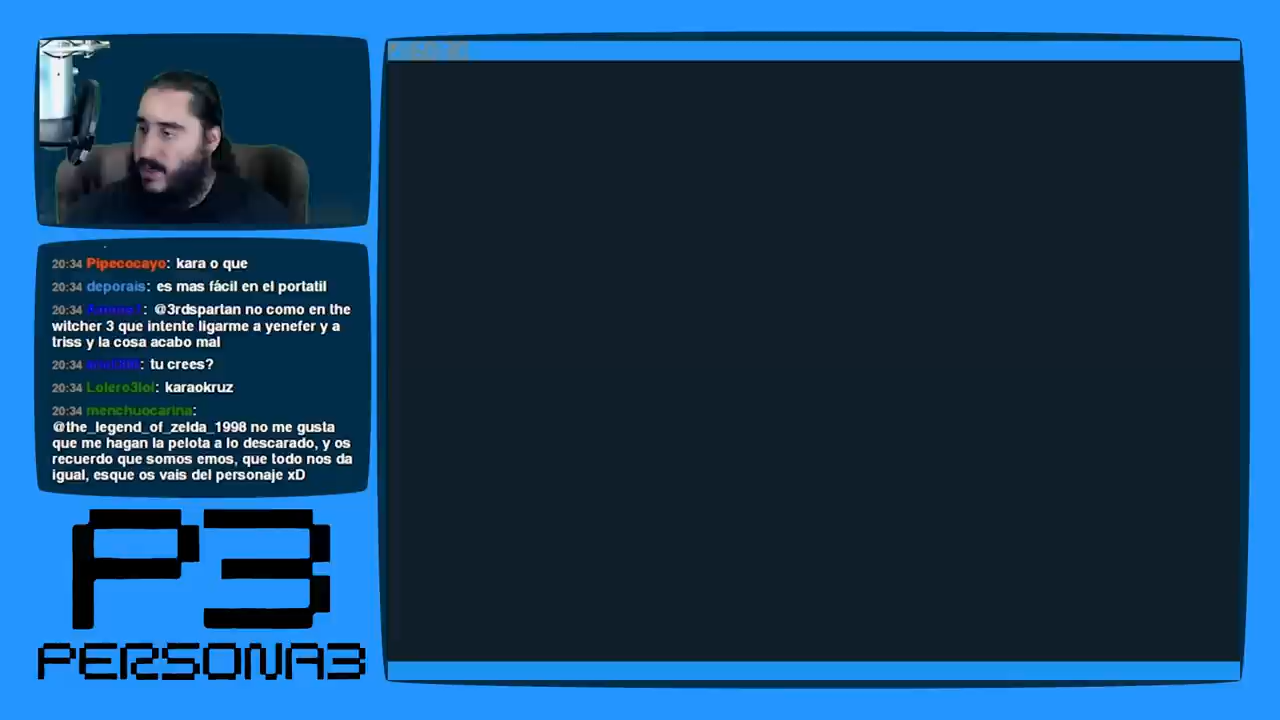 20:34 Pipecocayo: kara o que
20:34 deporais: es mas fácil en el portatil
20:34 : @3rdspartan no como en the
witcher 3 que intente ligarme a yenefer y a
triss y la cosa acabo mal
20:34 : tu crees?
20:34 Lolero3lol: karaokruz
20:34 menchuocarina:
@the_legend_of_zelda_1998 no me gusta
que me hagan la pelota a lo descarado, y os
recuerdo que somos emos, que todo nos da
igual, esque os vais del personaje xD
P3
PERSONA3